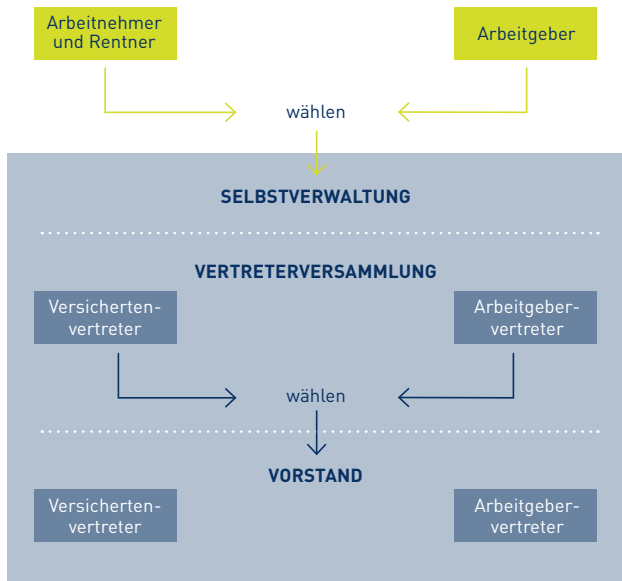 Arbeitnehmer
und Rentner
Arbeitgeber
wählen
SELBSTVERWALTUNG
VERTRETERVERSAMMLUNG
Versicherten-
vertreter
Arbeitgeber-
vertreter
wählen
VORSTAND
Versicherten-
vertreter
Arbeitgeber-
vertreter